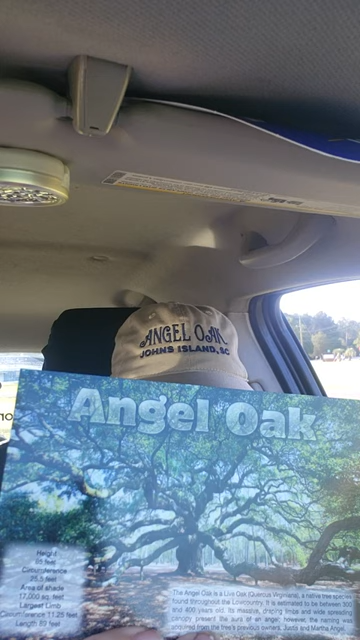 ANGEL OAK
JOHNS ISLAND, SC
Angel Oak
Height
65 feet
Circumference
25.5 feet
Area of shade
17,000 sq. feet
Largest Limb
Circumference 11.25 feet
Length 89 feet
The Angel Oak is a Live Oak (Quercus Virginiana), a native tree species
found throughout the Lowcountry. It is estimated to be between 300
and 400 years old. Its massive, draping limbs and wide spreading
canopy present the aura of an angel; however, the naming was
acquired from the tree's previous owners, Justis and Martha Angel.